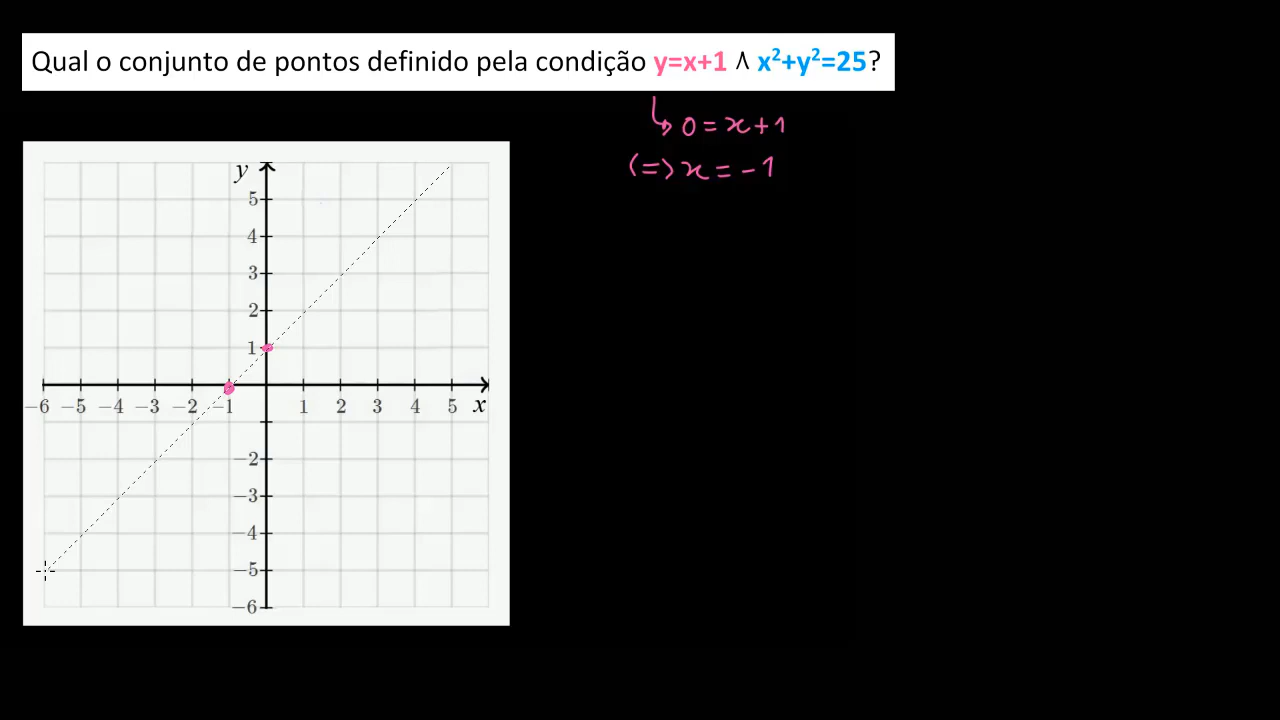 Qual o conjunto de pontos definido pela condição y=x+1 ∧ x²+y²=25?
0 = x + 1
(=) x = -1
y
5
4
3
2
1
−6 −5 −4 −3 −2 −1 1 2 3 4 5 x
−2
−3
−4
−5
−6